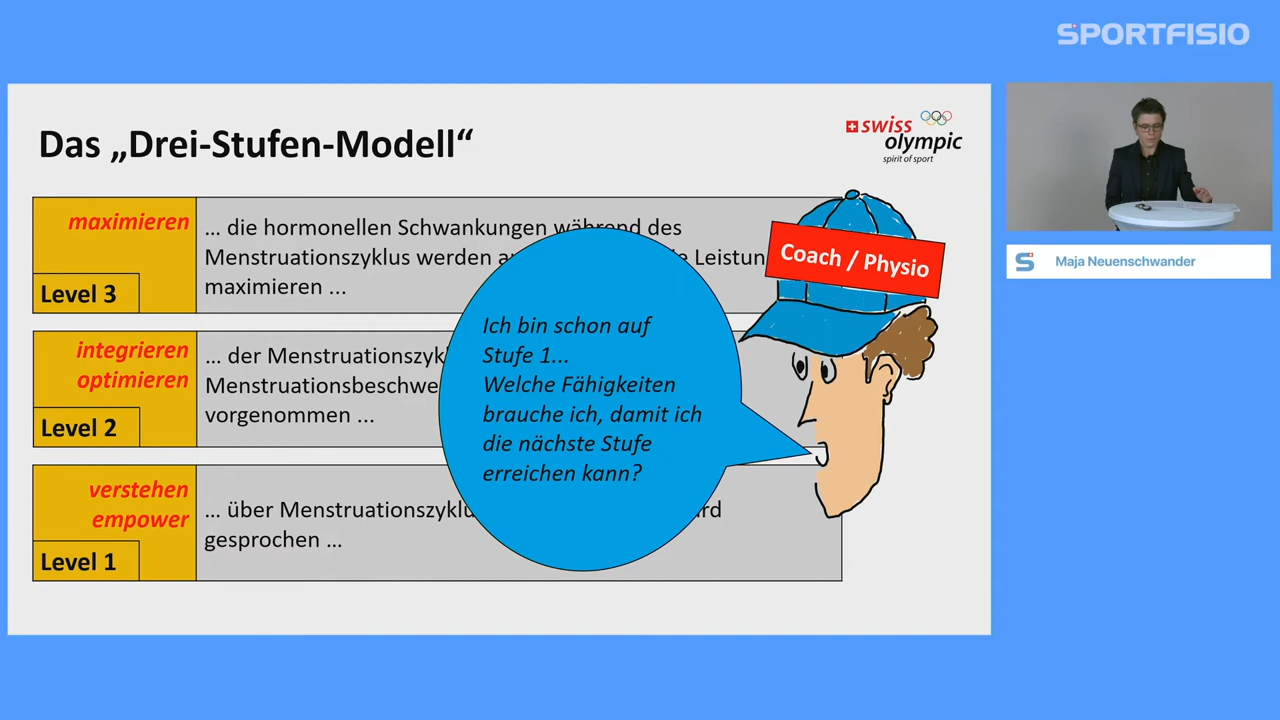 SPORTFISIO
Das „Drei-Stufen-Modell“
swiss
olympic
spirit of sport
maximieren
Level 3
... die hormonellen Schwankungen während des
Menstruationszyklus werden Leistun
maximieren ...
Coach / Physio
integrieren
optimieren
Level 2
... der Menstruationszyk
Menstruationsbeschwe
vorgenommen ...
Ich bin schon auf
Stufe 1...
Welche Fähigkeiten
brauche ich, damit ich
die nächste Stufe
erreichen kann?
verstehen
empower
Level 1
... über Menstruationszyklu
gesprochen ...
Maja Neuenschwander